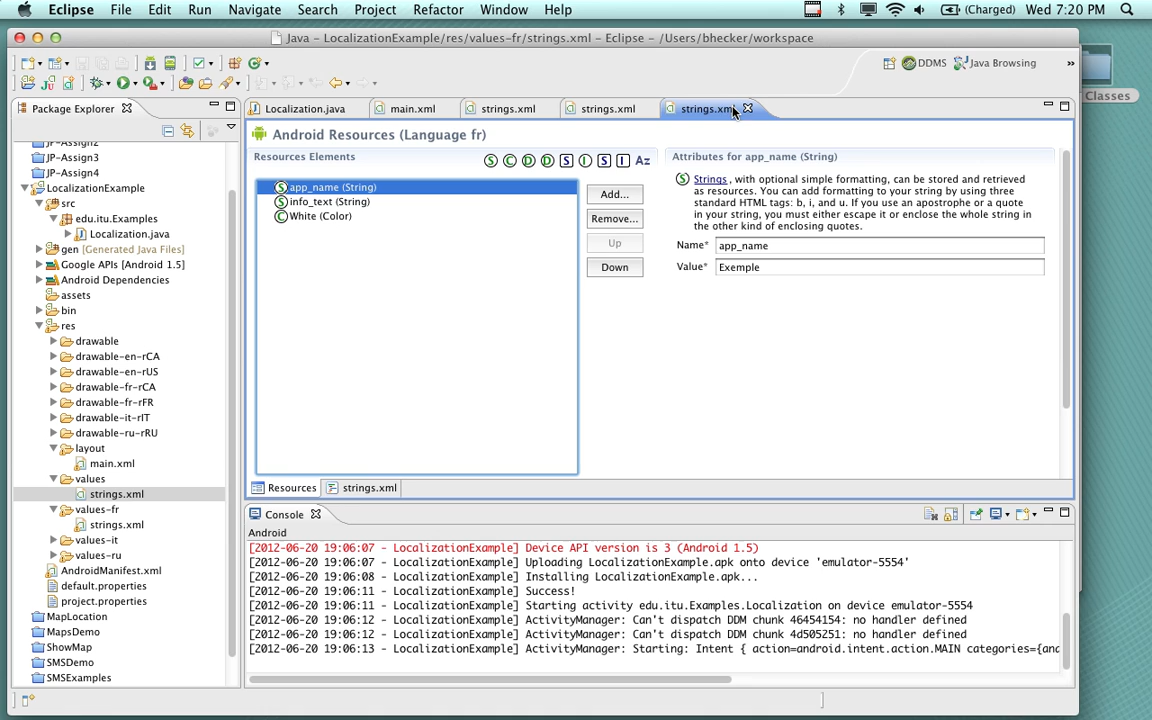 Eclipse File Edit Run Navigate Search Project Refactor Window Help (Charged) Wed 7:20 PM
Java – LocalizationExample/res/values-fr/strings.xml – Eclipse – /Users/bhecker/workspace
DDMS Java Browsing »
Classes
Package Explorer
JP-Assign2
JP-Assign3
JP-Assign4
LocalizationExample
src
edu.itu.Examples
Localization.java
gen [Generated Java Files]
Google APIs [Android 1.5]
Android Dependencies
assets
bin
res
drawable
drawable-en-rCA
drawable-en-rUS
drawable-fr-rCA
drawable-fr-rFR
drawable-it-rIT
drawable-ru-rRU
layout
main.xml
values
strings.xml
values-fr
strings.xml
values-it
values-ru
AndroidManifest.xml
default.properties
project.properties
MapLocation
MapsDemo
ShowMap
SMSDemo
SMSExamples
Localization.java main.xml strings.xml strings.xml strings.xml
Android Resources (Language fr)
Resources Elements
S C D D S I S I Az
S app_name (String)
S info_text (String)
C White (Color)
Add...
Remove...
Up
Down
Attributes for app_name (String)
S Strings, with optional simple formatting, can be stored and retrieved
as resources. You can add formatting to your string by using three
standard HTML tags: b, i, and u. If you use an apostrophe or a quote
in your string, you must either escape it or enclose the whole string in
the other kind of enclosing quotes.
Name* app_name
Value* Exemple
Resources strings.xml
Console
Android
[2012-06-20 19:06:07 - LocalizationExample] Device API version is 3 (Android 1.5)
[2012-06-20 19:06:07 - LocalizationExample] Uploading LocalizationExample.apk onto device 'emulator-5554'
[2012-06-20 19:06:08 - LocalizationExample] Installing LocalizationExample.apk...
[2012-06-20 19:06:11 - LocalizationExample] Success!
[2012-06-20 19:06:11 - LocalizationExample] Starting activity edu.itu.Examples.Localization on device emulator-5554
[2012-06-20 19:06:12 - LocalizationExample] ActivityManager: Can't dispatch DDM chunk 46454154: no handler defined
[2012-06-20 19:06:12 - LocalizationExample] ActivityManager: Can't dispatch DDM chunk 4d505251: no handler defined
[2012-06-20 19:06:13 - LocalizationExample] ActivityManager: Starting: Intent { action=android.intent.action.MAIN categories={an